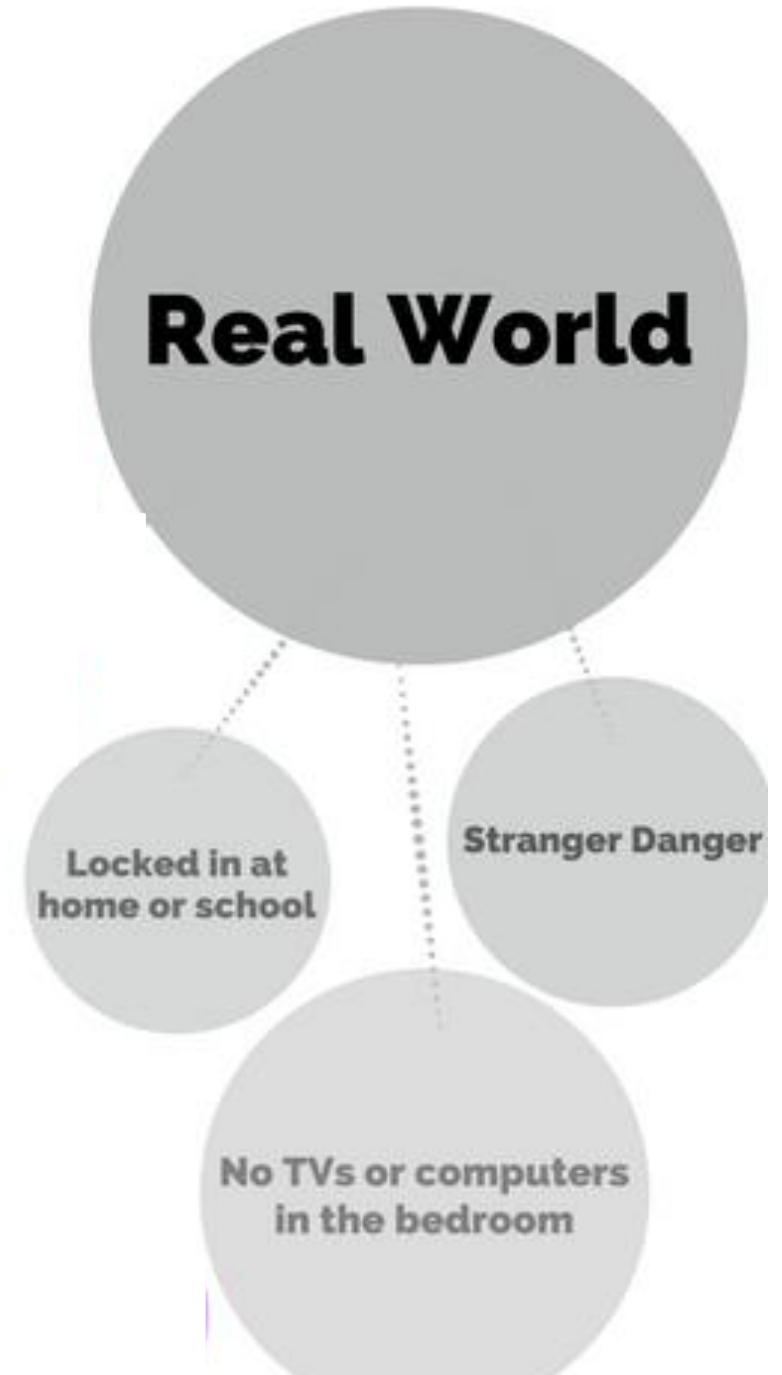 Real World
Stranger Danger
Locked in at
home or school
No TVs or computers
in the bedroom